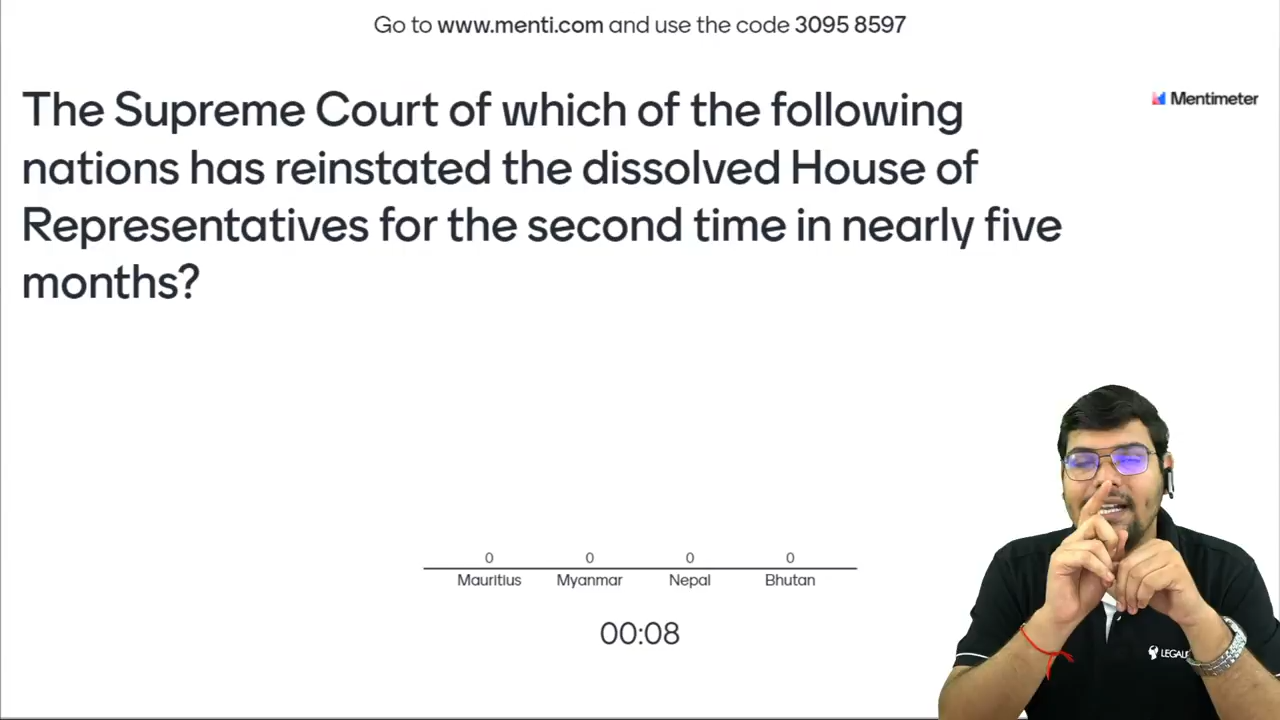 Go to www.menti.com and use the code 3095 8597
Mentimeter
The Supreme Court of which of the following
nations has reinstated the dissolved House of
Representatives for the second time in nearly five
months?
0 0 0 0
Mauritius Myanmar Nepal Bhutan
00:08